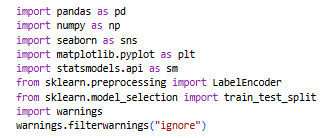 import pandas as pd
import numpy as np
import seaborn as sns
import matplotlib.pyplot as plt
import statsmodels.api as sm
from sklearn.preprocessing import LabelEncoder
from sklearn.model_selection import train_test_split
import warnings
warnings.filterwarnings("ignore")